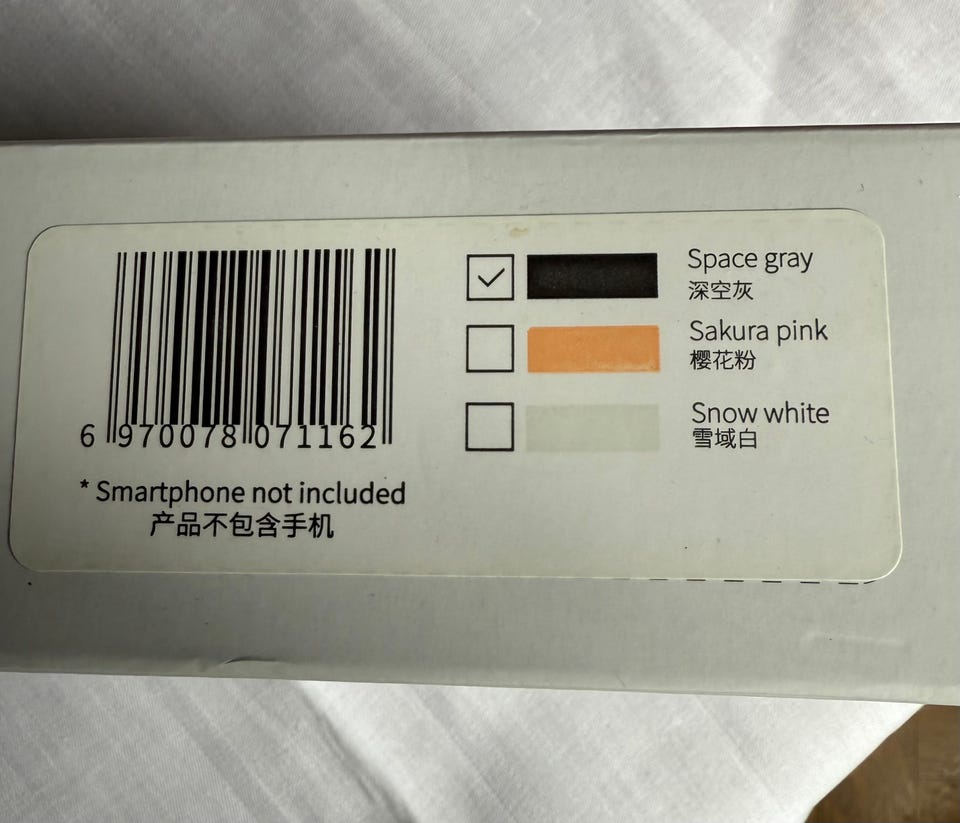 6 970078 071162
* Smartphone not included
产品不包含手机
Space gray
深空灰
Sakura pink
樱花粉
Snow white
雪域白